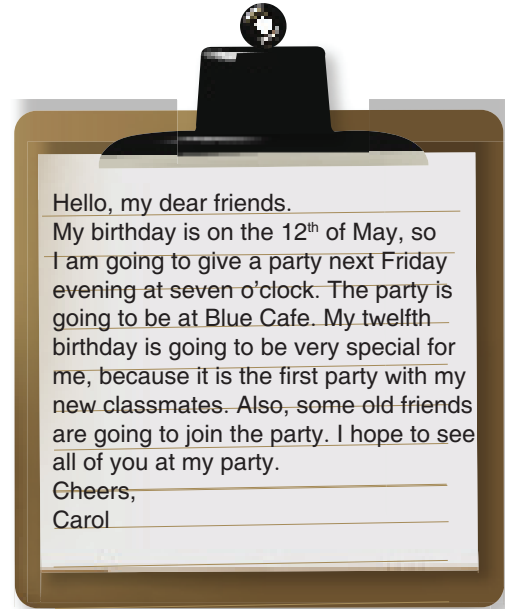 Hello, my dear friends.
My birthday is on the 12th of May, so
I am going to give a party next Friday
evening at seven o’clock. The party is
going to be at Blue Cafe. My twelfth
birthday is going to be very special for
me, because it is the first party with my
new classmates. Also, some old friends
are going to join the party. I hope to see
all of you at my party.
Cheers,
Carol